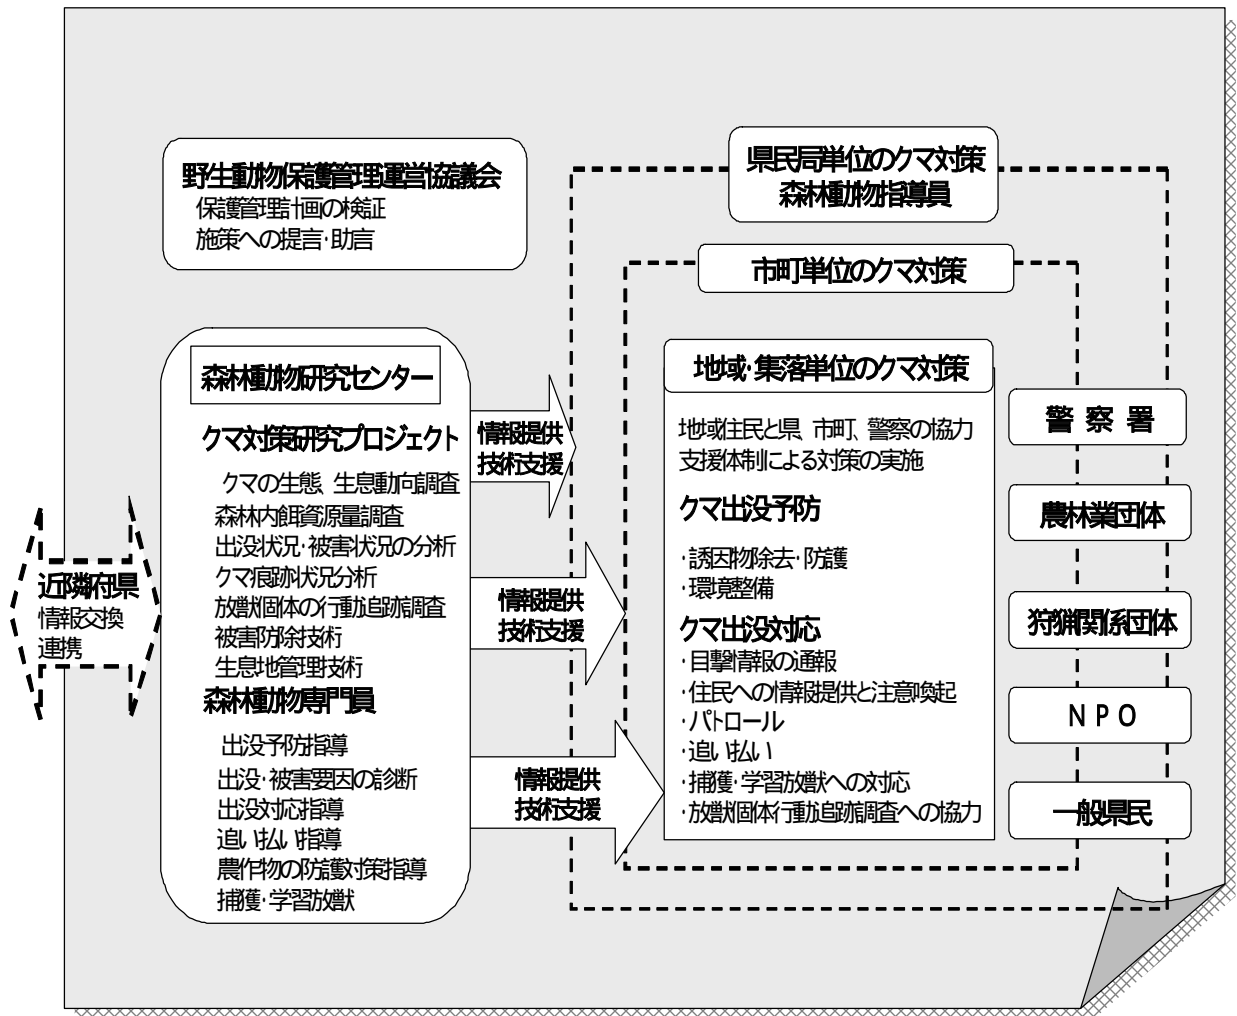 野生動物保護管理運営協議会
保護管理計画の検証
施策への提言・助言
県民局単位のクマ対策
森林動物指導員
市町単位のクマ対策
森林動物研究センター
クマ対策研究プロジェクト
クマの生態、生息動向調査
森林内餌資源量調査
出没状況・被害状況の分析
クマ痕跡状況分析
放獣個体の行動追跡調査
被害防除技術
生息地管理技術
森林動物専門員
出没予防指導
出没・被害要因の診断
出没対応指導
追い払い指導
農作物の防護対策指導
捕獲・学習放獣
近隣府県
情報交換
連携
情報提供
技術支援
情報提供
技術支援
情報提供
技術支援
地域・集落単位のクマ対策
地域住民と県、市町、警察の協力
支援体制による対策の実施
クマ出没予防
・誘因物除去・防護
・環境整備
クマ出没対応
・目撃情報の通報
・住民への情報提供と注意喚起
・パトロール
・追い払い
・捕獲・学習放獣への対応
・放獣個体行動追跡調査への協力
警察署
農林業団体
狩猟関係団体
NPO
一般県民